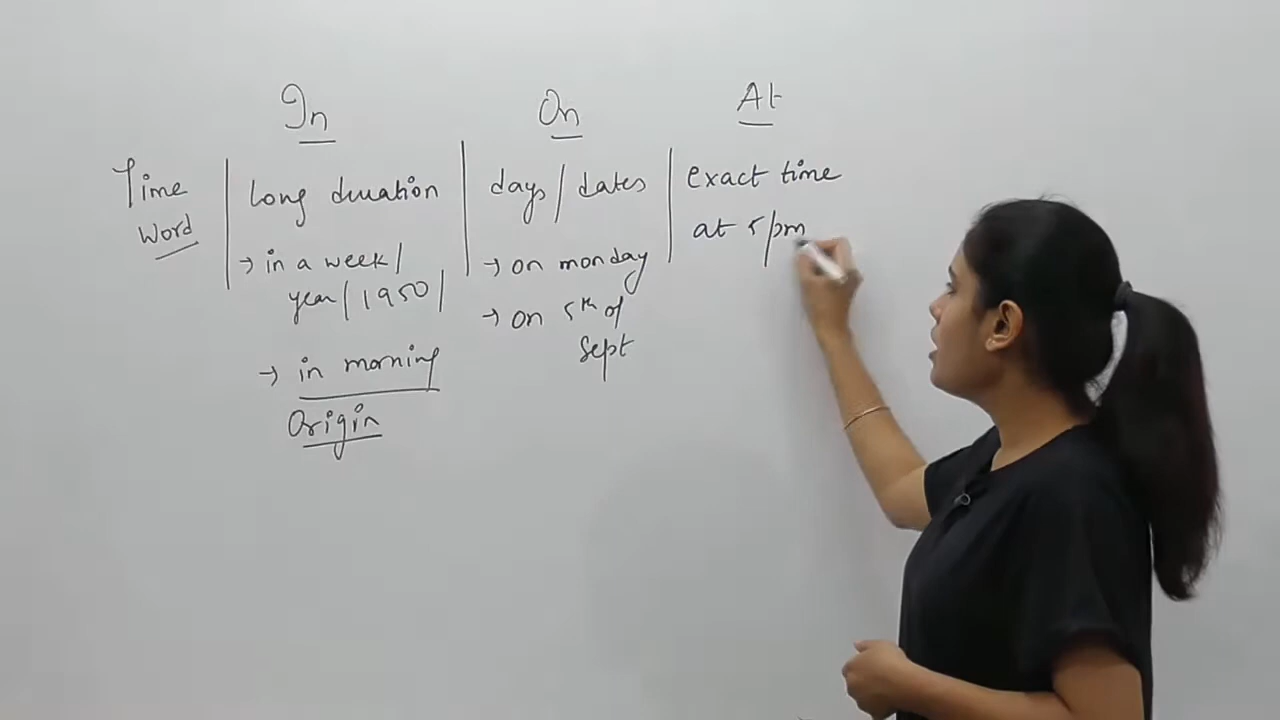 In On At
Time Word
long duration
→ in a week/
year/1950/
→ in morning
Origin
days/dates
→ on monday
→ on 5th of
Sept
exact time
at 5pm